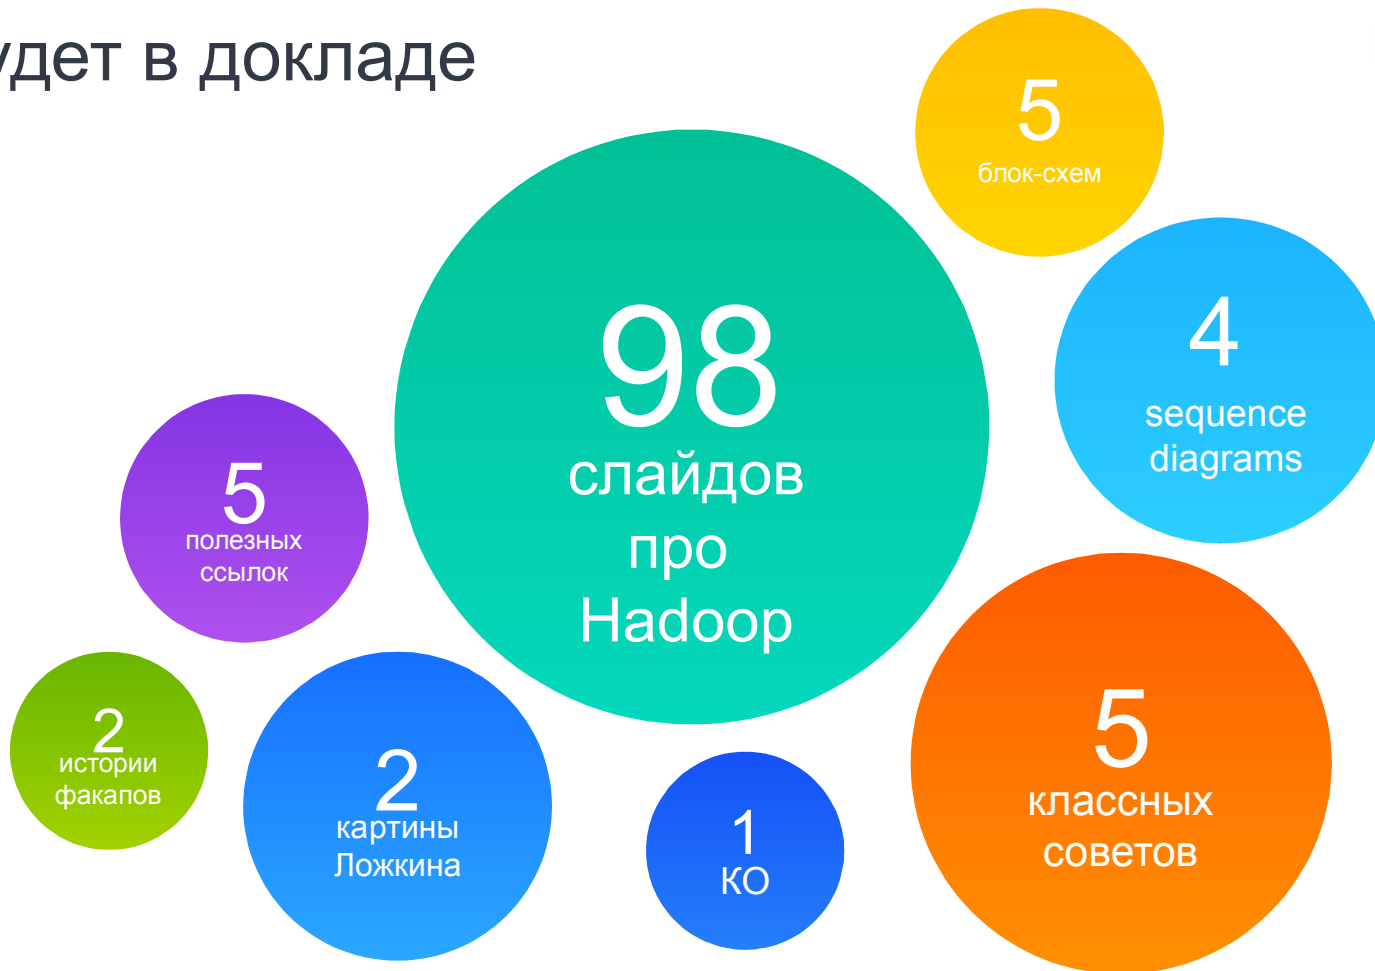 удет в докладе
5
блок-схем
98
слайдов
про
Hadoop
4
sequence
diagrams
5
полезных
ссылок
2
истории
факапов
2
картины
Ложкина
1
КО
5
классных
советов